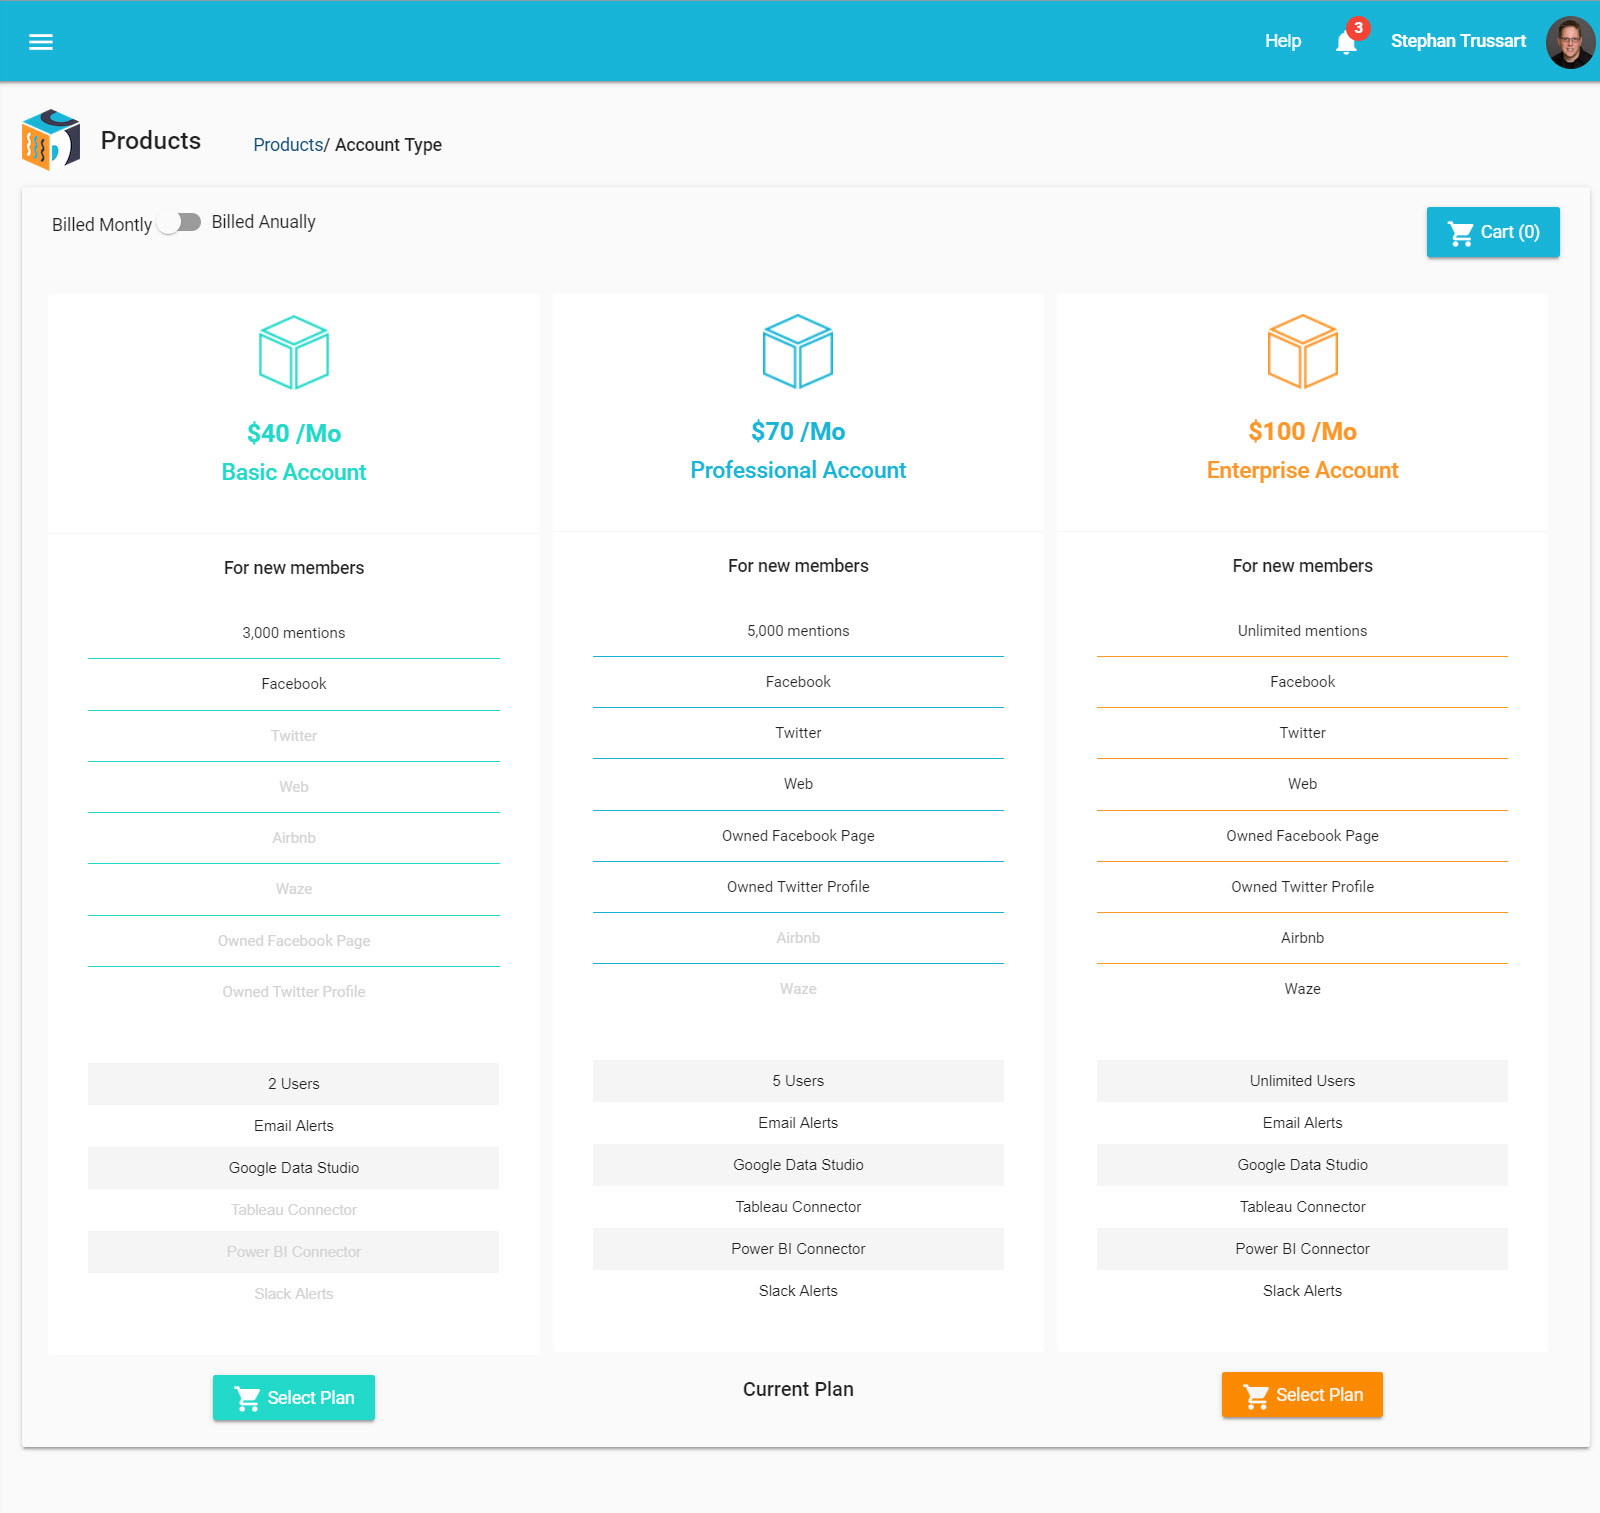 Help
3
Stephan Trussart
Products
Products/ Account Type
Billed Montly
Billed Anually
Cart (0)
$40 /Mo
Basic Account
For new members
3,000 mentions
Facebook
Twitter
Web
Airbnb
Waze
Owned Facebook Page
Owned Twitter Profile
2 Users
Email Alerts
Google Data Studio
Tableau Connector
Power BI Connector
Slack Alerts
Select Plan
$70 /Mo
Professional Account
For new members
5,000 mentions
Facebook
Twitter
Web
Owned Facebook Page
Owned Twitter Profile
Airbnb
Waze
5 Users
Email Alerts
Google Data Studio
Tableau Connector
Power BI Connector
Slack Alerts
Current Plan
$100 /Mo
Enterprise Account
For new members
Unlimited mentions
Facebook
Twitter
Web
Owned Facebook Page
Owned Twitter Profile
Airbnb
Waze
Unlimited Users
Email Alerts
Google Data Studio
Tableau Connector
Power BI Connector
Slack Alerts
Select Plan